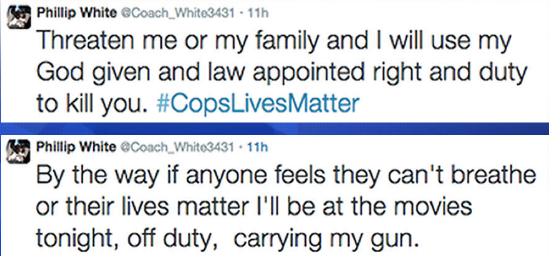 Phillip White @Coach_White3431 · 11h
Threaten me or my family and I will use my
God given and law appointed right and duty
to kill you. #CopsLivesMatter
Phillip White @Coach_White3431 · 11h
By the way if anyone feels they can't breathe
or their lives matter I'll be at the movies
tonight, off duty,  carrying my gun.